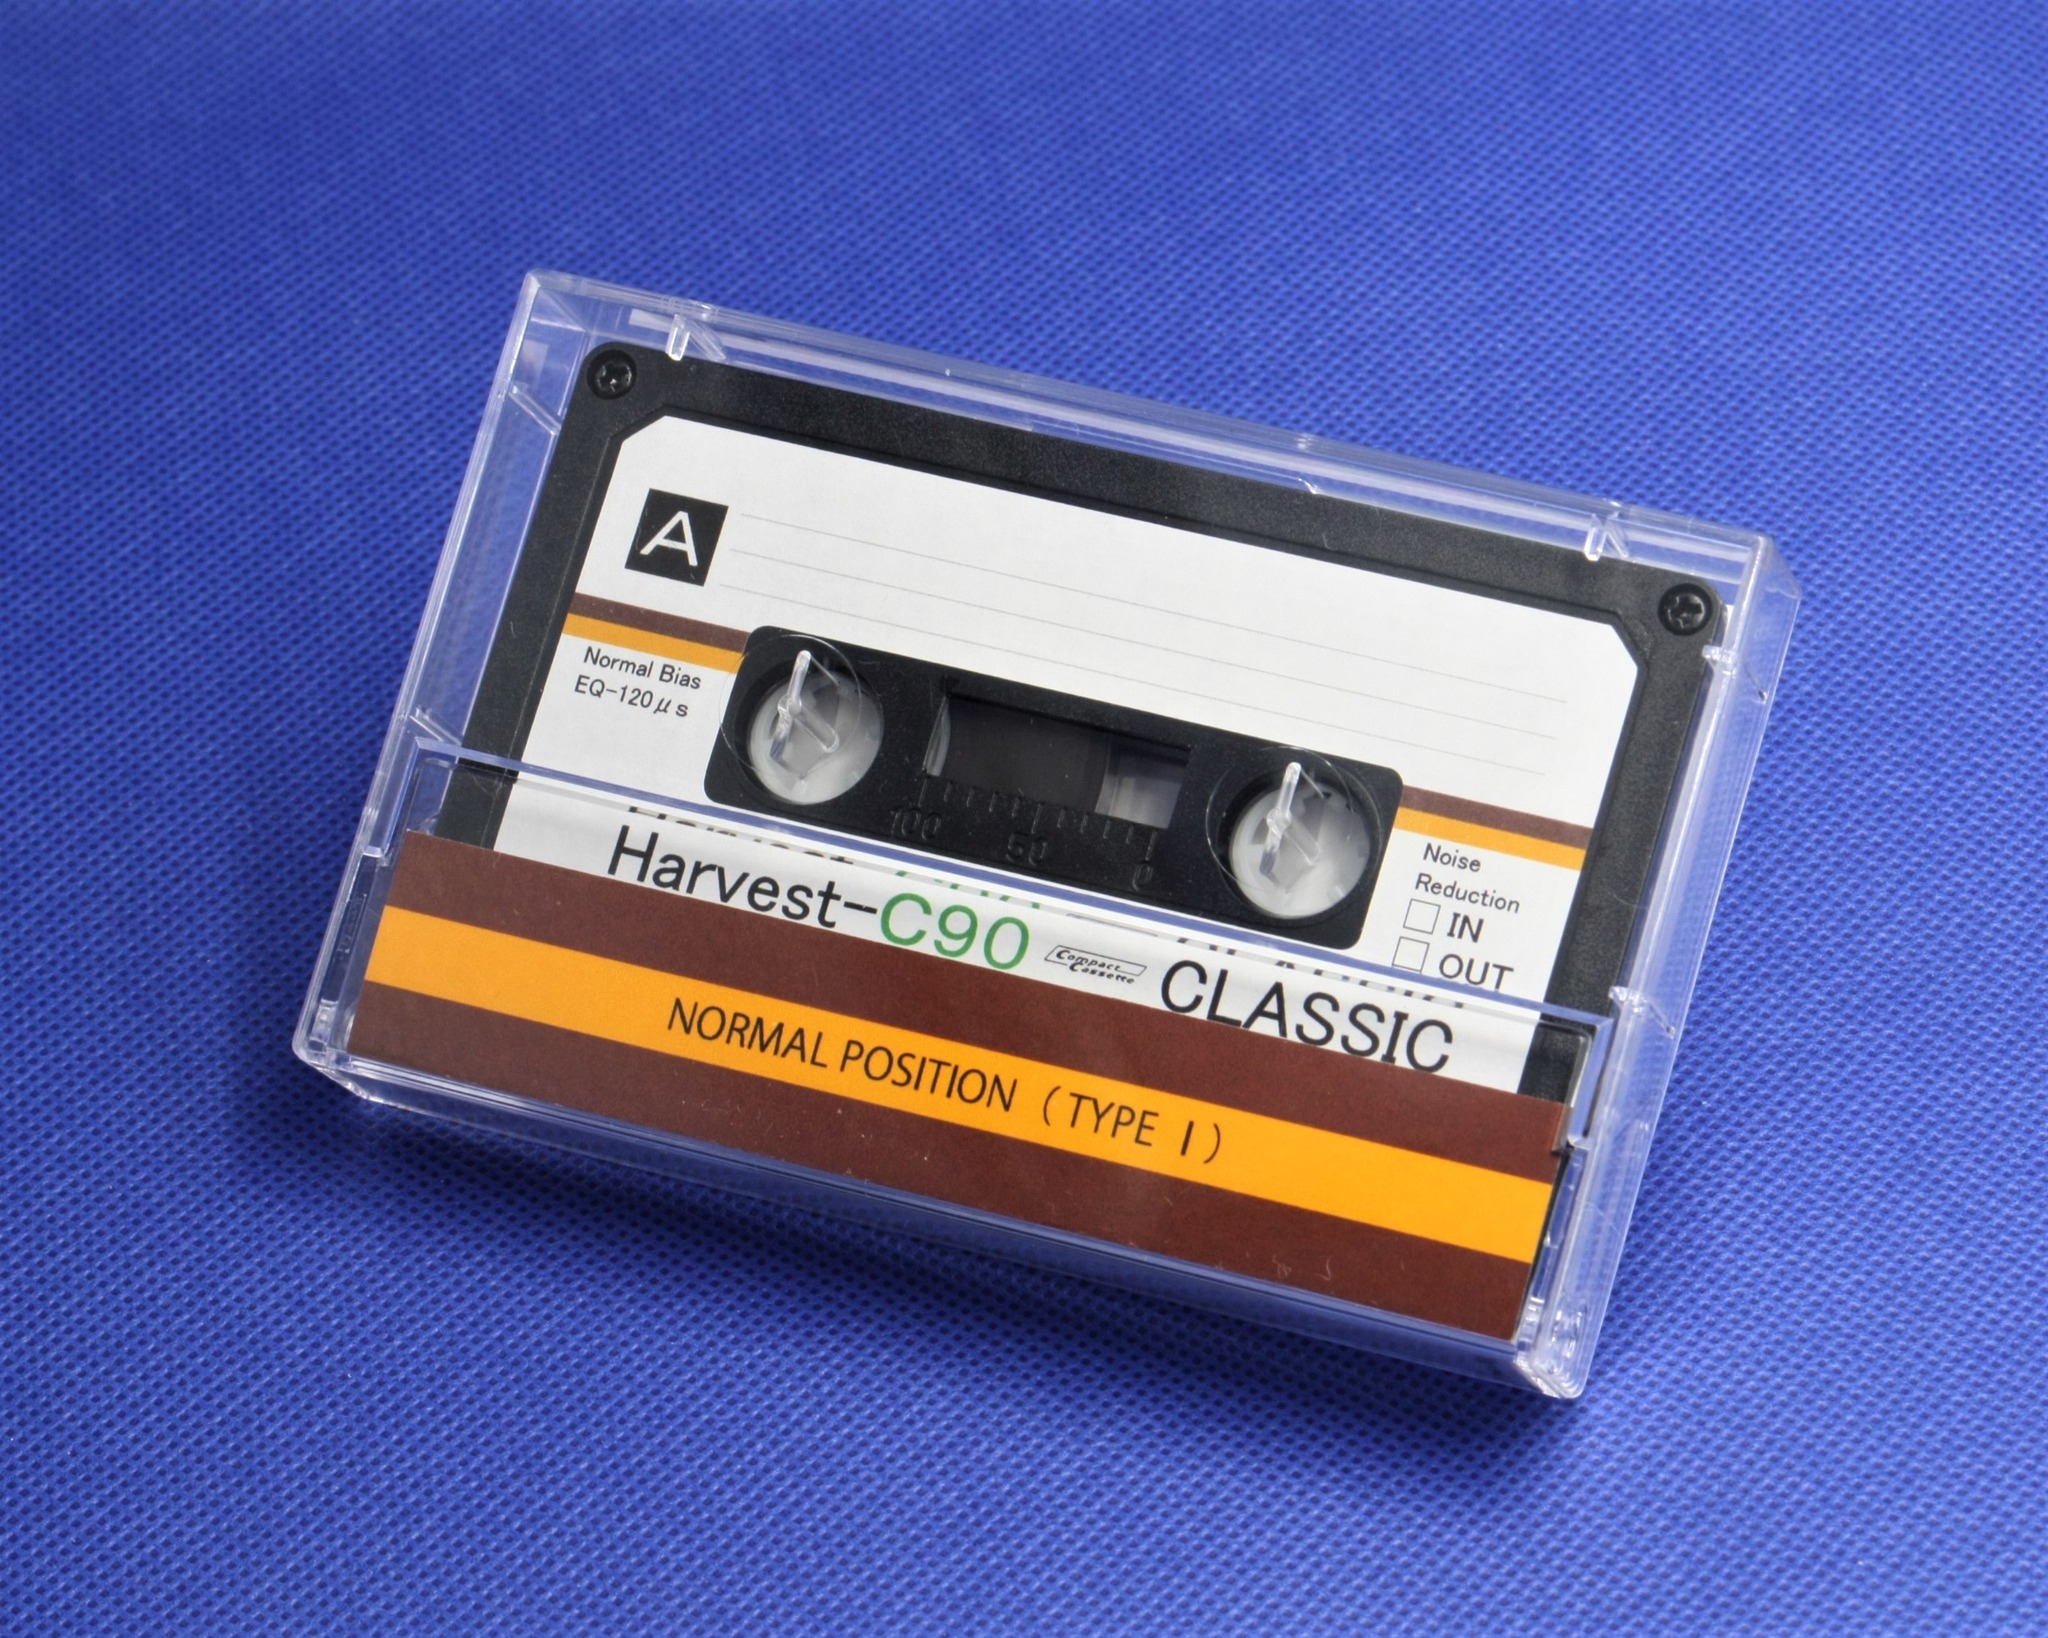 A
Normal Bias
EQ-120μs
100 50 0
Noise
Reduction
IN
OUT
Harvest-C90 Compact Cassette CLASSIC
NORMAL POSITION (TYPE I)